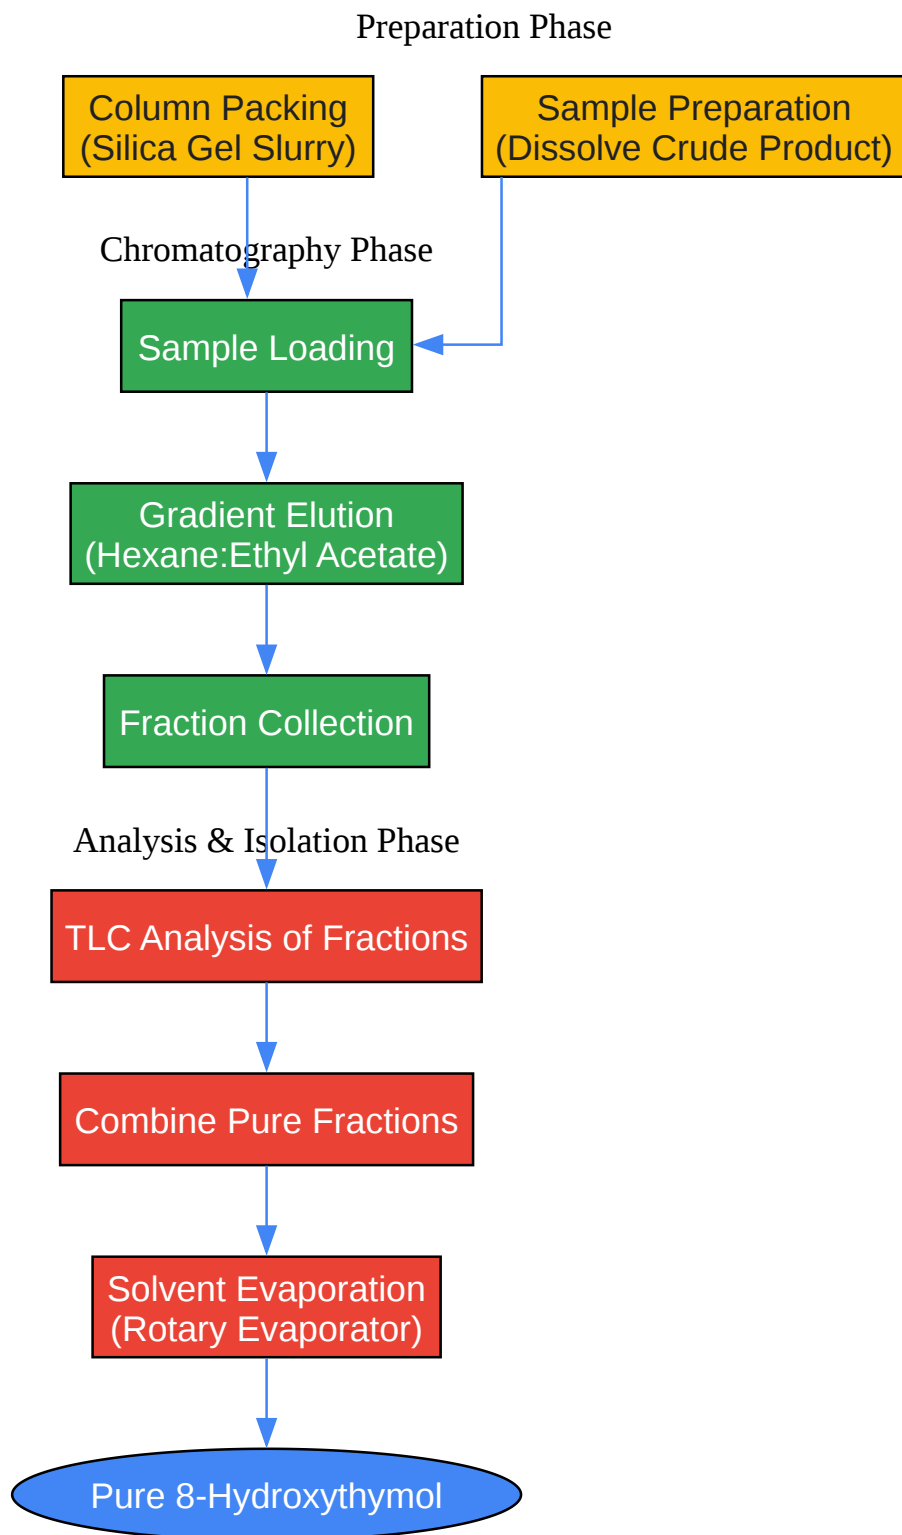 Preparation Phase
Column Packing
(Silica Gel Slurry)
Sample Preparation
(Dissolve Crude Product)
Chromatography Phase
Sample Loading
Gradient Elution
(Hexane:Ethyl Acetate)
Fraction Collection
Analysis & Isolation Phase
TLC Analysis of Fractions
Combine Pure Fractions
Solvent Evaporation
(Rotary Evaporator)
Pure 8-Hydroxythymol